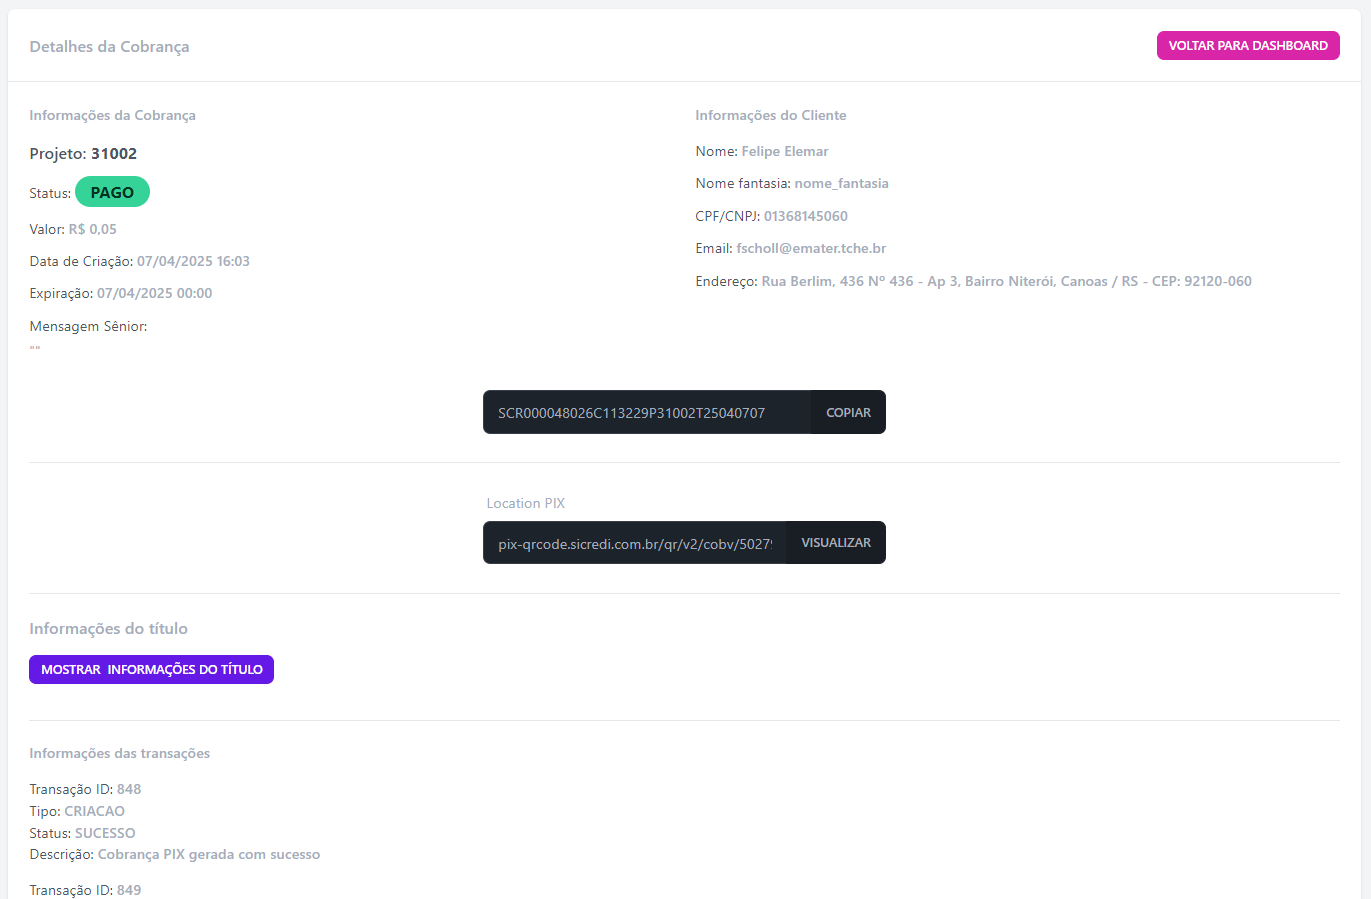 Detalhes da Cobrança
VOLTAR PARA DASHBOARD
Informações da Cobrança
Projeto: 31002
Status: PAGO
Valor: R$ 0,05
Data de Criação: 07/04/2025 16:03
Expiração: 07/04/2025 00:00
Mensagem Sênior:
""
Informações do Cliente
Nome: Felipe Elemar
Nome fantasia: nome_fantasia
CPF/CNPJ: 01368145060
Email: fscholl@emater.tche.br
Endereço: Rua Berlim, 436 Nº 436 - Ap 3, Bairro Niterói, Canoas / RS - CEP: 92120-060
SCR000048026C113229P31002T25040707
COPIAR
Location PIX
pix-qrcode.sicredi.com.br/qr/v2/cobv/5027
VISUALIZAR
Informações do título
MOSTRAR INFORMAÇÕES DO TÍTULO
Informações das transações
Transação ID: 848
Tipo: CRIACAO
Status: SUCESSO
Descrição: Cobrança PIX gerada com sucesso
Transação ID: 849